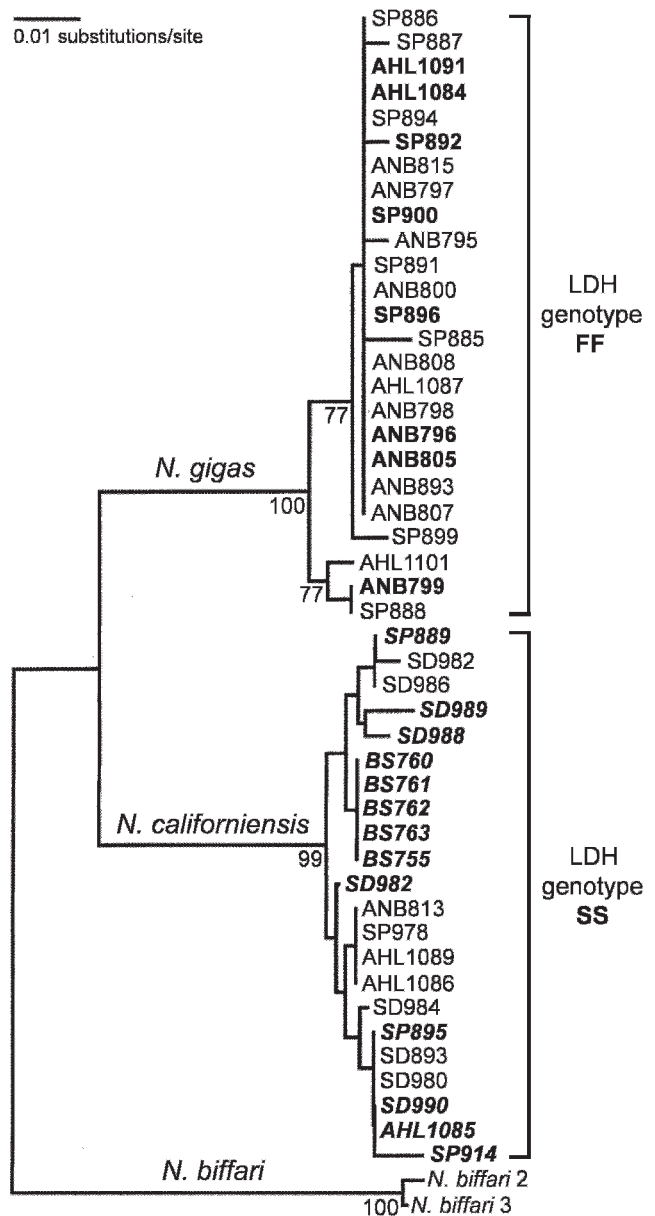 0.01 substitutions/site
SP886
SP887
AHL1091
AHL1084
SP894
SP892
ANB815
ANB797
SP900
ANB795
SP891
ANB800
SP896
SP885
ANB808
AHL1087
ANB798
ANB796
ANB805
ANB893
ANB807
SP899
AHL1101
ANB799
SP888
LDH
genotype
FF
77
N. gigas
100
77
SP889
SD982
SD986
SD989
SD988
BS760
BS761
BS762
BS763
BS755
SD982
ANB813
SP978
AHL1089
AHL1086
SD984
SP895
SD893
SD980
SD990
AHL1085
SP914
LDH
genotype
SS
N. californiensis
99
N. biffari
100
N. biffari 2
N. biffari 3